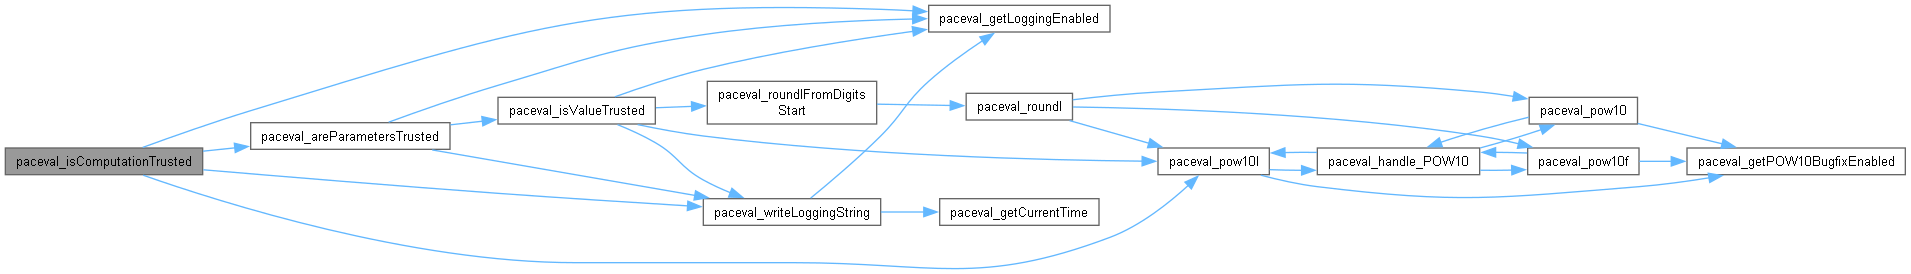 paceval_getLoggingEnabled
paceval_roundlFromDigits
Start
paceval_isValueTrusted
paceval_roundl
paceval_pow10
paceval_areParametersTrusted
paceval_isComputationTrusted
paceval_pow10l
paceval_handle_POW10
paceval_pow10f
paceval_getPOW10BugfixEnabled
paceval_writeLoggingString
paceval_getCurrentTime